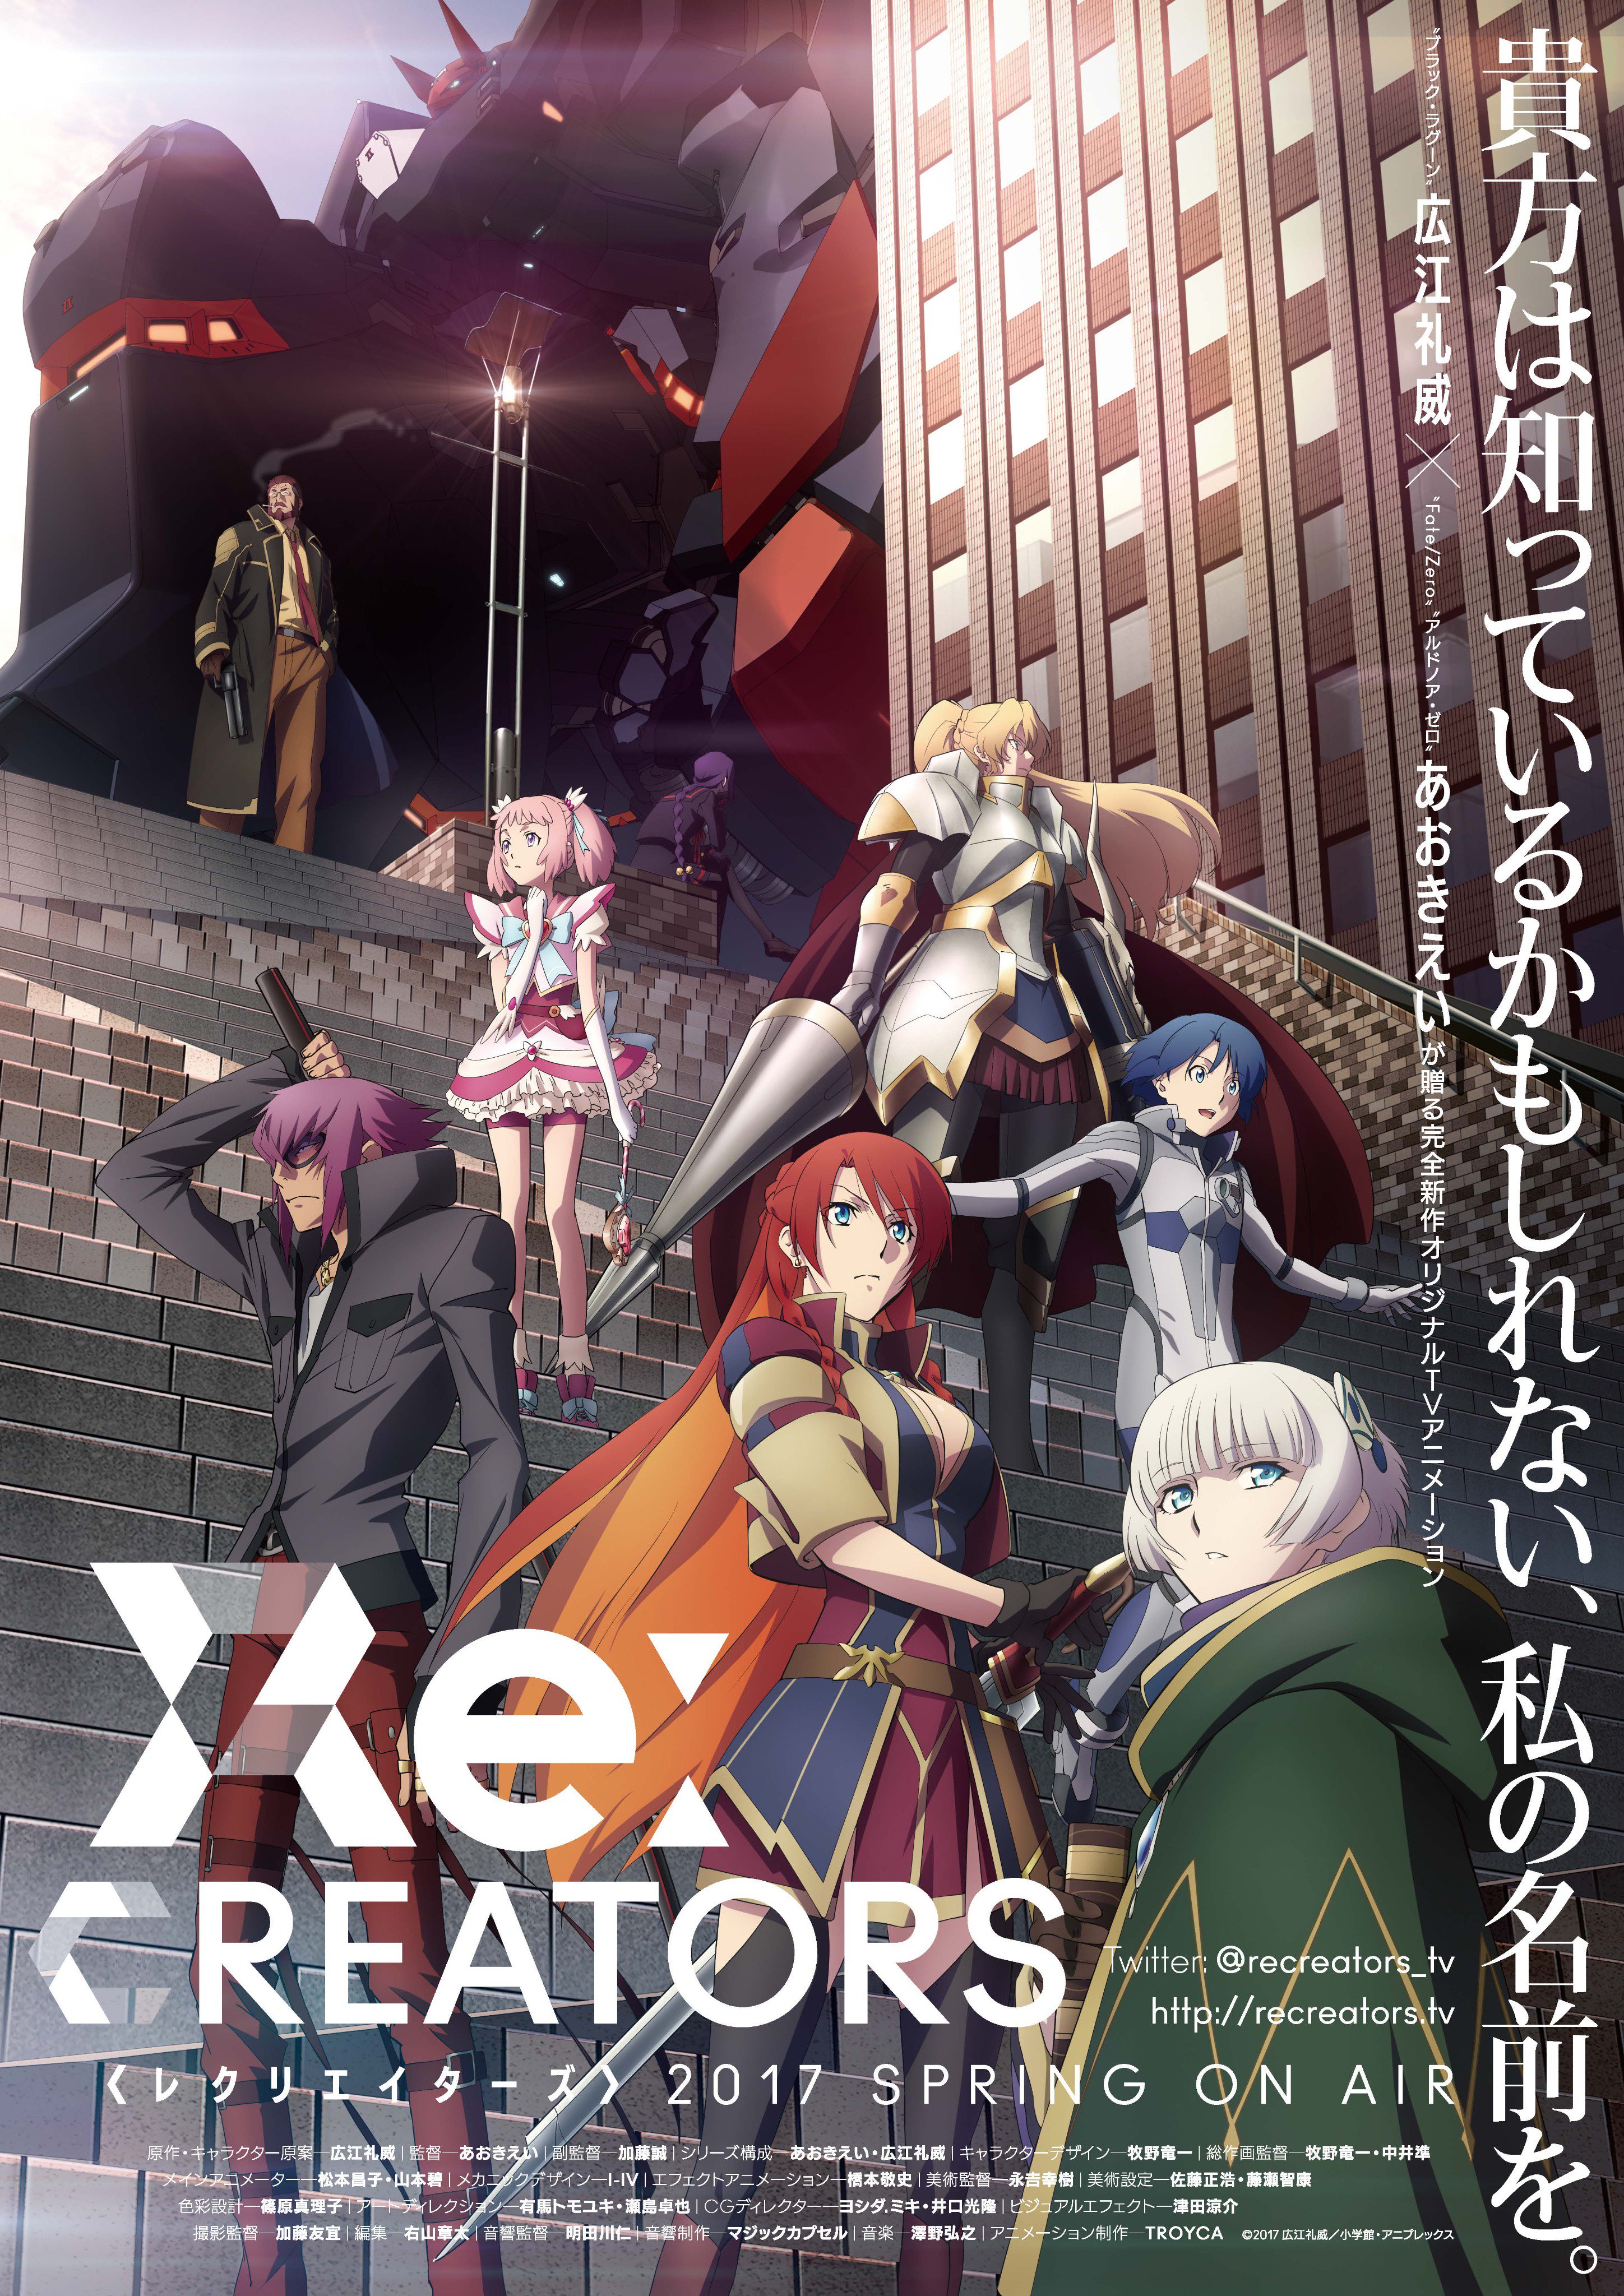 貴方は知っているかもしれない、私の名前を。
"ブラック・ラグーン" 広江礼威 × "Fate/Zero" "アルドノア・ゼロ" あおきえい が贈る完全新作オリジナルTVアニメーション
Re:
CREATORS
Twitter: @recreators_tv
http://recreators.tv
〈レクリエイターズ〉 2017 SPRING ON AIR
原作・キャラクター原案―広江礼威 | 監督―あおきえい | 副監督―加藤誠 | シリーズ構成―あおきえい・広江礼威 | キャラクターデザイン―牧野竜一 | 総作画監督―牧野竜一・中井準
メインアニメーター―松本昌子・山本碧 | メカニックデザイン―I-IV | エフェクトアニメーション―橋本敬史 | 美術監督―永吉幸樹 | 美術設定―佐藤正浩・藤瀬智康
色彩設計―篠原真理子 | アートディレクション―有馬トモユキ・瀬島卓也 | CGディレクター―ヨシダ.ミキ・井口光隆 | ビジュアルエフェクト―津田涼介
撮影監督―加藤友宜 | 編集―右山章太 | 音響監督―明田川仁 | 音響制作―マジックカプセル | 音楽―澤野弘之 | アニメーション制作―TROYCA ©2017 広江礼威／小学館・アニプレックス